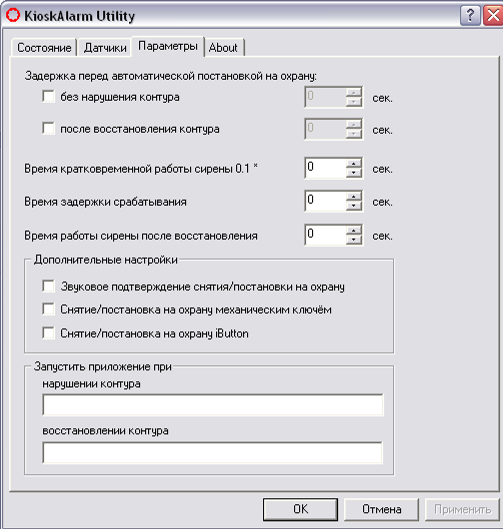 KioskAlarm Utility
Состояние Датчики Параметры About
Задержка перед автоматической постановкой на охрану:
без нарушения контура 0 сек.
после восстановления контура 0 сек.
Время кратковременной работы сирены 0.1 * 0 сек.
Время задержки срабатывания 0 сек.
Время работы сирены после восстановления 0 сек.
Дополнительные настройки
Звуковое подтверждение снятия/постановки на охрану
Снятие/постановка на охрану механическим ключём
Снятие/постановка на охрану iButton
Запустить приложение при
нарушении контура
восстановлении контура
OK Отмена Применить